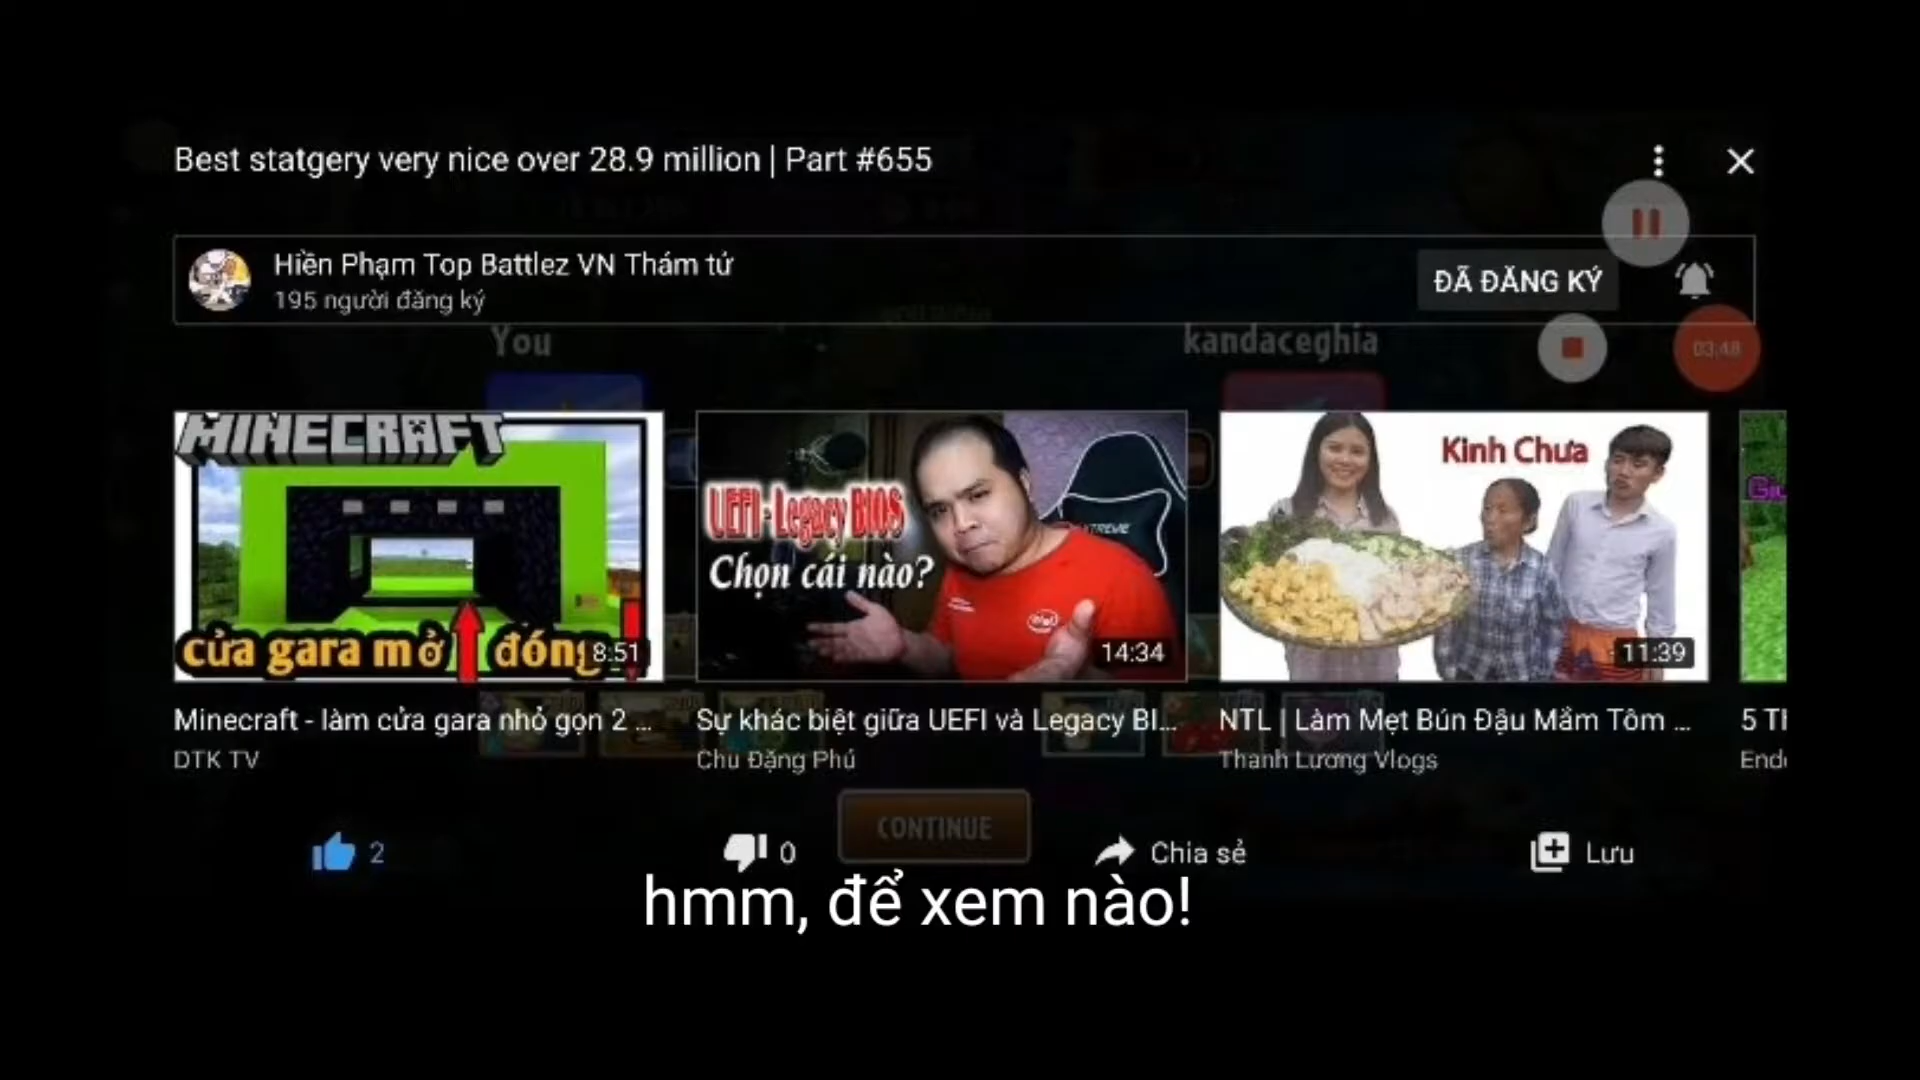 Best statgery very nice over 28.9 million | Part #655
Hiền Phạm Top Battlez VN Thám tử
195 người đăng ký
ĐÃ ĐĂNG KÝ
You
kandaceghia
03:48
MINECRAFT
cửa gara mở đóng
8:51
UEFI - Legacy BIOS
Chọn cái nào?
XTREME
intel
14:34
Kinh Chưa
11:39
Minecraft - làm cửa gara nhỏ gọn 2 ...
DTK TV
Sự khác biệt giữa UEFI và Legacy BI...
Chu Đặng Phú
NTL | Làm Mẹt Bún Đậu Mắm Tôm ...
Thanh Lương Vlogs
CONTINUE
2
0
Chia sẻ
Lưu
hmm, để xem nào!